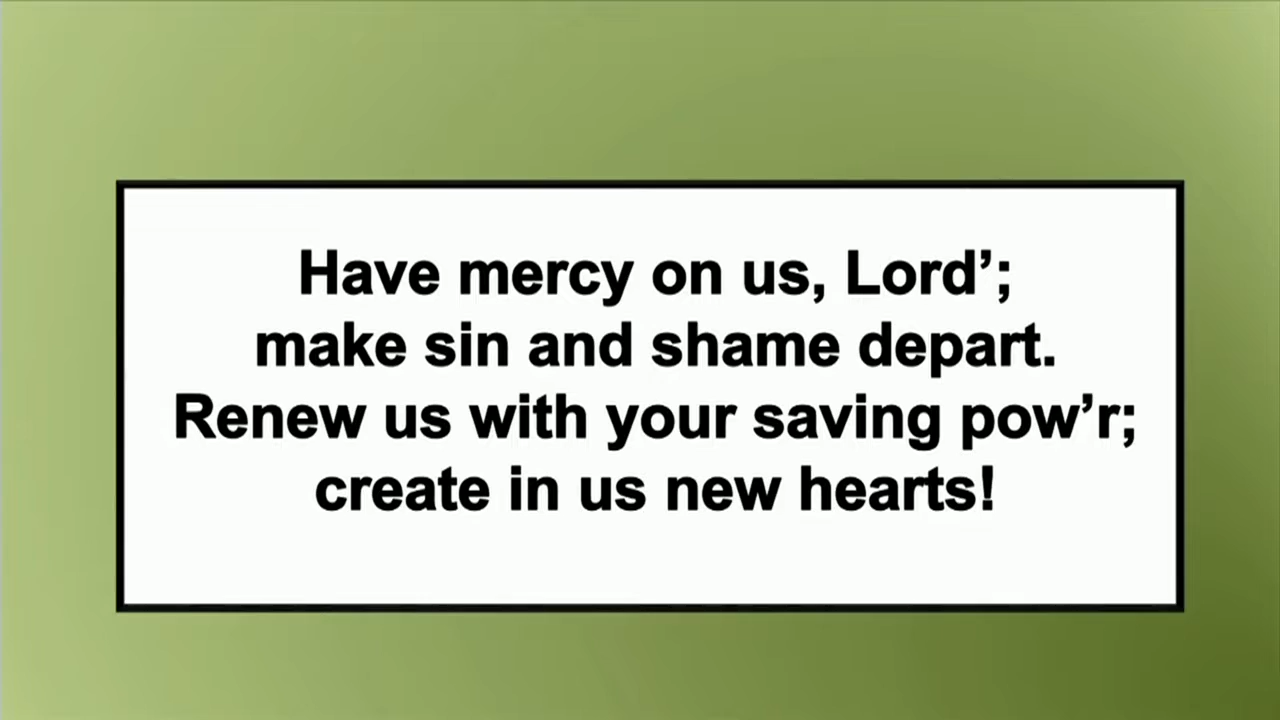 Have mercy on us, Lord’;
make sin and shame depart.
Renew us with your saving pow’r;
create in us new hearts!